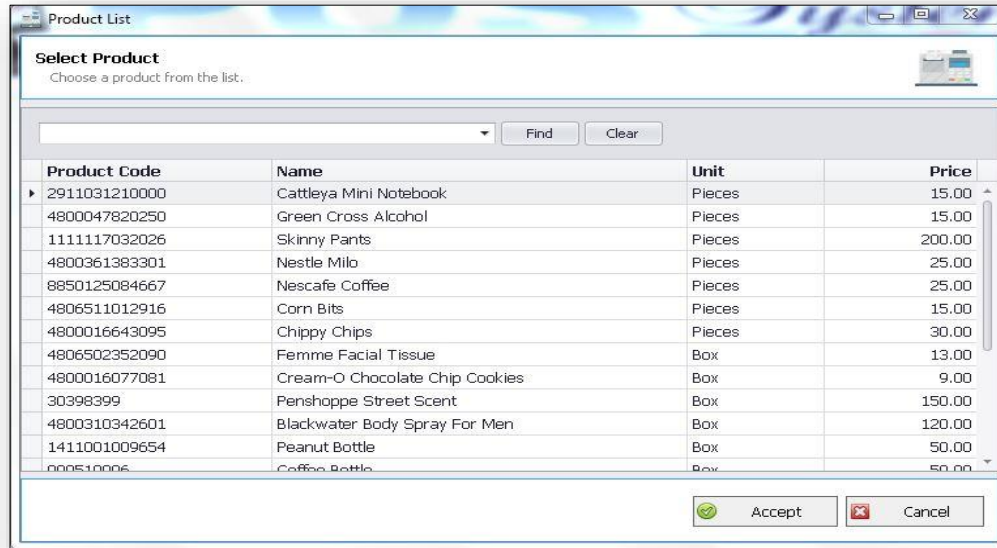 Product List
Select Product
Choose a product from the list.
Find Clear
Product Code Name Unit Price
2911031210000 Cattleya Mini Notebook Pieces 15.00
4800047820250 Green Cross Alcohol Pieces 15.00
1111117032026 Skinny Pants Pieces 200.00
4800361383301 Nestle Milo Pieces 25.00
8850125084667 Nescafe Coffee Pieces 25.00
4806511012916 Corn Bits Pieces 15.00
4800016643095 Chippy Chips Pieces 30.00
4806502352090 Femme Facial Tissue Box 13.00
4800016077081 Cream-O Chocolate Chip Cookies Box 9.00
30398399 Penshoppe Street Scent Box 150.00
4800310342601 Blackwater Body Spray For Men Box 120.00
1411001009654 Peanut Bottle Box 50.00
Coffee Bottle Box 50.00
Accept Cancel